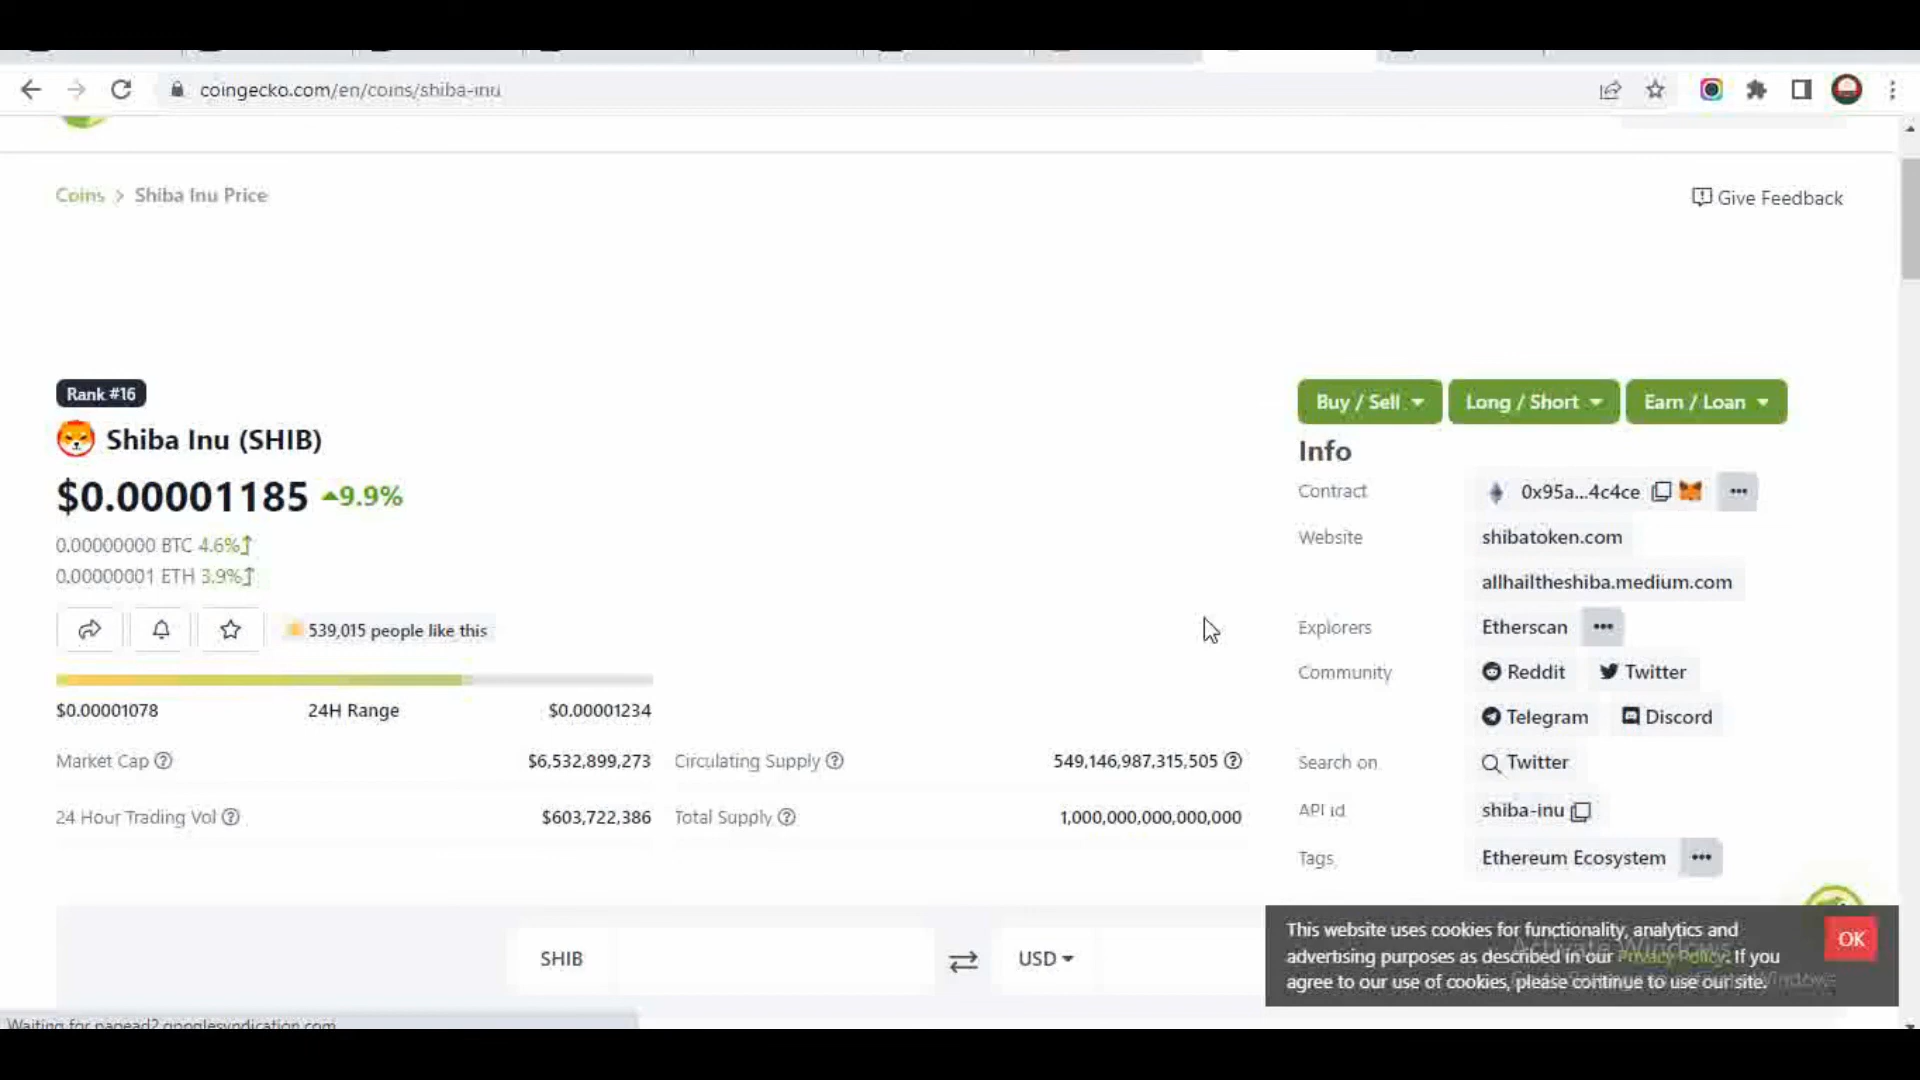 coingecko.com/en/coins/shiba-inu
Coins > Shiba Inu Price
Give Feedback
Rank #16
Buy / Sell
Long / Short
Earn / Loan
Shiba Inu (SHIB)
Info
$0.00001185 9.9%
Contract 0x95a...4c4ce
0.00000000 BTC 4.6%
Website shibatoken.com
0.00000001 ETH 3.9%
allhailtheshiba.medium.com
539,015 people like this
Explorers Etherscan
Community Reddit Twitter
$0.00001078 24H Range $0.00001234
Telegram Discord
Market Cap $6,532,899,273 Circulating Supply 549,146,987,315,505
Search on Twitter
24 Hour Trading Vol $603,722,386 Total Supply 1,000,000,000,000,000
API id shiba-inu
Tags Ethereum Ecosystem
SHIB USD
This website uses cookies for functionality, analytics and
advertising purposes as described in our Privacy Policy. If you
agree to our use of cookies, please continue to use our site.
OK
Activate Windows
Waiting for pagead2.googlesyndication.com